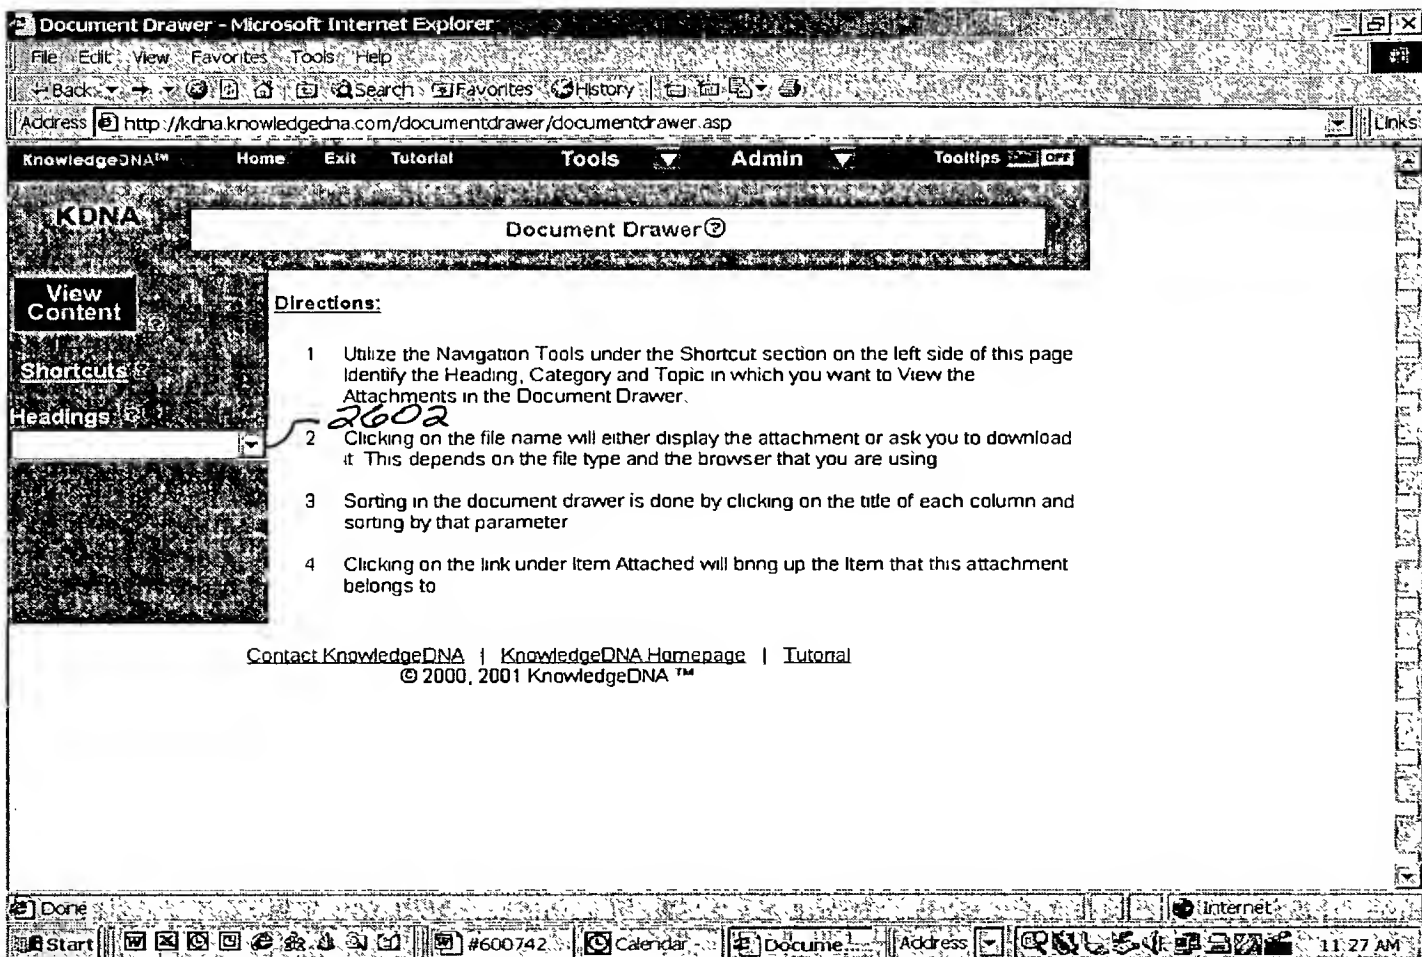 Document Drawer - Microsoft Internet Explorer
File Edit View Favorites Tools Help
Back Search Favorites History
Address http://kdna.knowledgedna.com/documentdrawer/documentdrawer.asp Links
KnowledgeDNA™ Home Exit Tutorial Tools Admin Tooltips OFF
KDNA
Document Drawer?
View
Content
Shortcuts
Headings
2602
Directions:
1 Utilize the Navigation Tools under the Shortcut section on the left side of this page
Identify the Heading, Category and Topic in which you want to View the
Attachments in the Document Drawer.
2 Clicking on the file name will either display the attachment or ask you to download
it This depends on the file type and the browser that you are using
3 Sorting in the document drawer is done by clicking on the title of each column and
sorting by that parameter
4 Clicking on the link under Item Attached will bring up the Item that this attachment
belongs to
Contact KnowledgeDNA | KnowledgeDNA Homepage | Tutorial
© 2000, 2001 KnowledgeDNA ™
Done Internet
Start #600742 Calendar - Docume... Address 11 27 AM